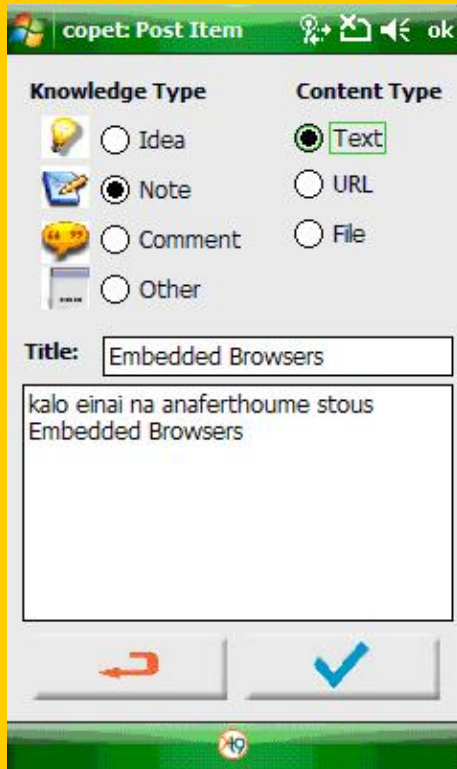 copet: Post Item ok
Knowledge Type Content Type
Idea Text
Note URL
Comment File
Other
Title: Embedded Browsers
kalo einai na anaferthoume stous
Embedded Browsers